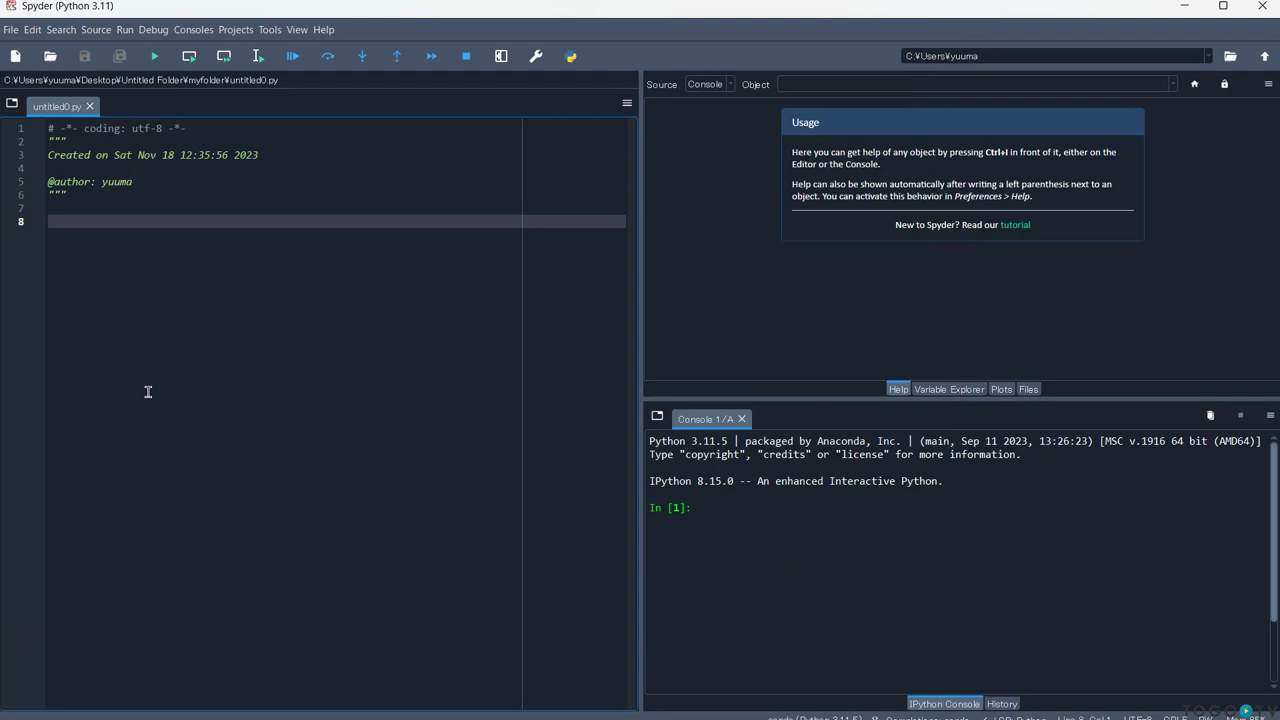 Spyder (Python 3.11)
File Edit Search Source Run Debug Consoles Projects Tools View Help
C:¥Users¥yuuma
C:¥Users¥yuuma¥Desktop¥Untitled Folder¥myfolder¥untitled0.py
Source Console Object
untitled0.py
1 # -*- coding: utf-8 -*-
2 """
3 Created on Sat Nov 18 12:35:56 2023
4
5 @author: yuuma
6 """
7
8
Usage
Here you can get help of any object by pressing Ctrl+I in front of it, either on the
Editor or the Console.
Help can also be shown automatically after writing a left parenthesis next to an
object. You can activate this behavior in Preferences > Help.
New to Spyder? Read our tutorial
Help Variable Explorer Plots Files
Console 1/A
Python 3.11.5 | packaged by Anaconda, Inc. | (main, Sep 11 2023, 13:26:23) [MSC v.1916 64 bit (AMD64)]
Type "copyright", "credits" or "license" for more information.
IPython 8.15.0 -- An enhanced Interactive Python.
In [1]:
IPython Console History